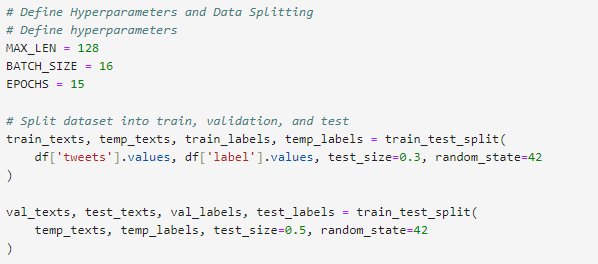 # Define Hyperparameters and Data Splitting
# Define hyperparameters
MAX_LEN = 128
BATCH_SIZE = 16
EPOCHS = 15

# Split dataset into train, validation, and test
train_texts, temp_texts, train_labels, temp_labels = train_test_split(
    df['tweets'].values, df['label'].values, test_size=0.3, random_state=42
)

val_texts, test_texts, val_labels, test_labels = train_test_split(
    temp_texts, temp_labels, test_size=0.5, random_state=42
)